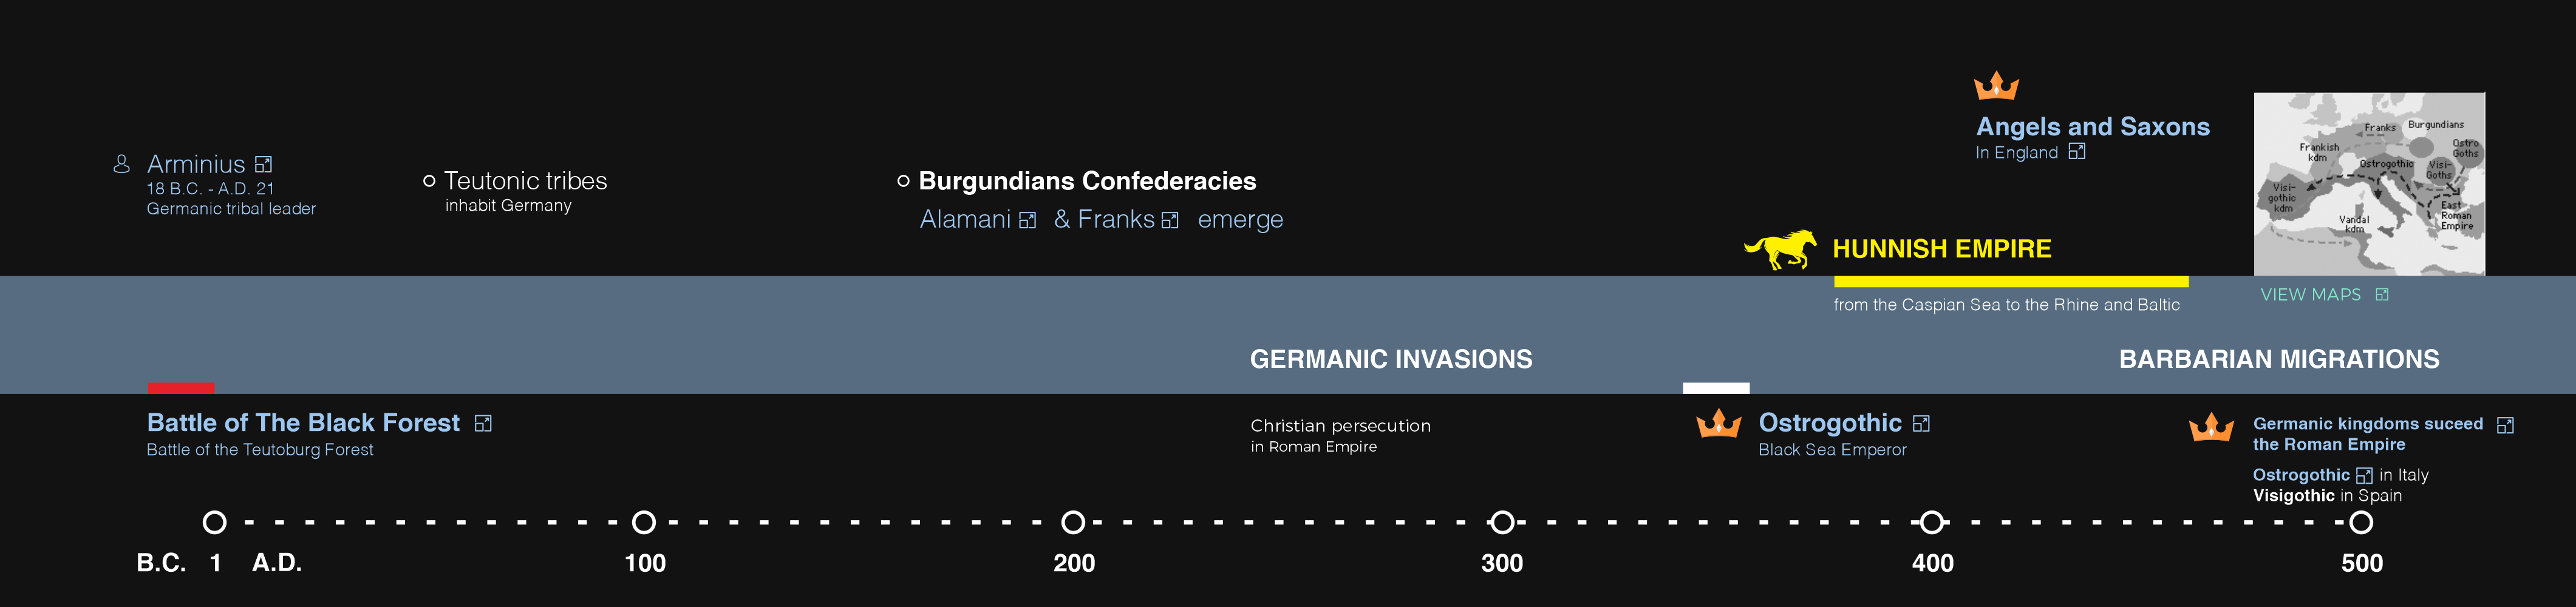 Arminius
18 B.C. - A.D. 21
Germanic tribal leader
Teutonic tribes
inhabit Germany
Burgundians Confederacies
Alamani & Franks emerge
HUNNISH EMPIRE
from the Caspian Sea to the Rhine and Baltic
Angels and Saxons
In England
Franks
Burgundians
Frankish
kdm
Ostrogothic
Visi-
Goths
Ostro
Goths
Visi-
gothic
kdm
Vandal
kdm
East
Roman
Empire
VIEW MAPS
GERMANIC INVASIONS
BARBARIAN MIGRATIONS
Battle of The Black Forest
Battle of the Teutoburg Forest
Christian persecution
in Roman Empire
Ostrogothic
Black Sea Emperor
Germanic kingdoms suceed
the Roman Empire
Ostrogothic in Italy
Visigothic in Spain
B.C. 1 A.D. 100 200 300 400 500